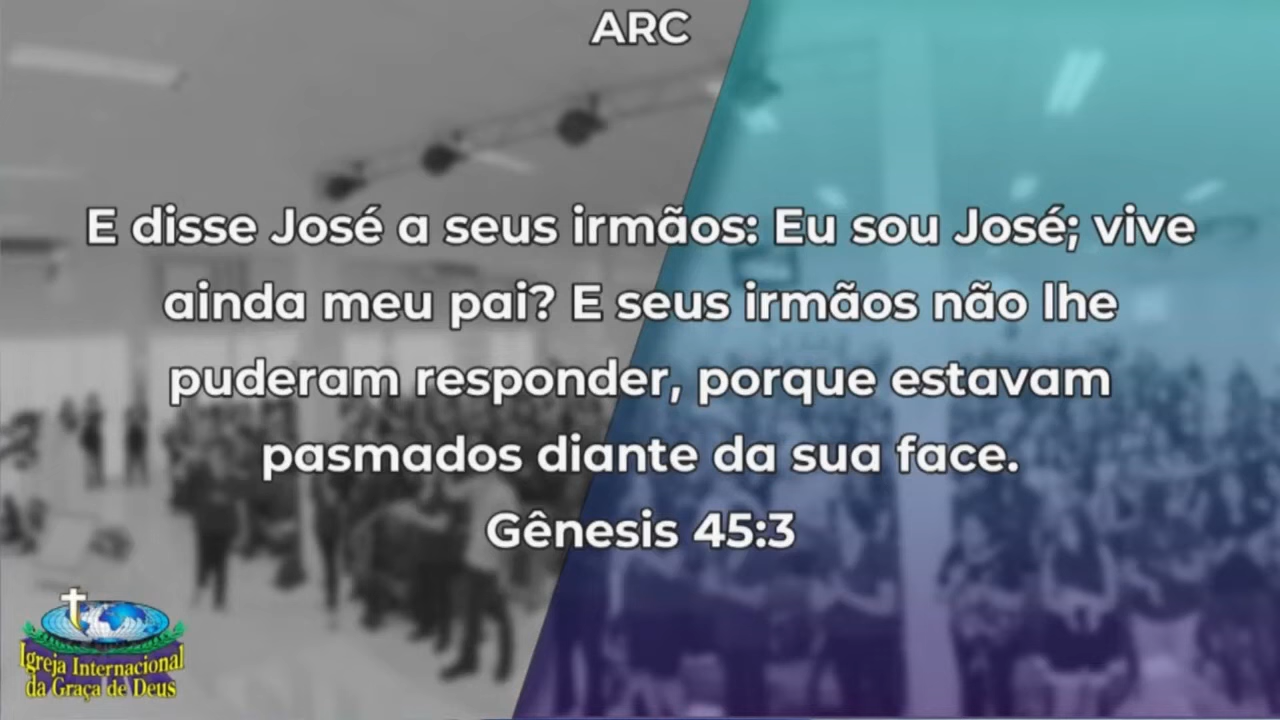 ARC
E disse José a seus irmãos: Eu sou José; vive
ainda meu pai? E seus irmãos não lhe
puderam responder, porque estavam
pasmados diante da sua face.
Gênesis 45:3
Igreja Internacional
da Graça de Deus